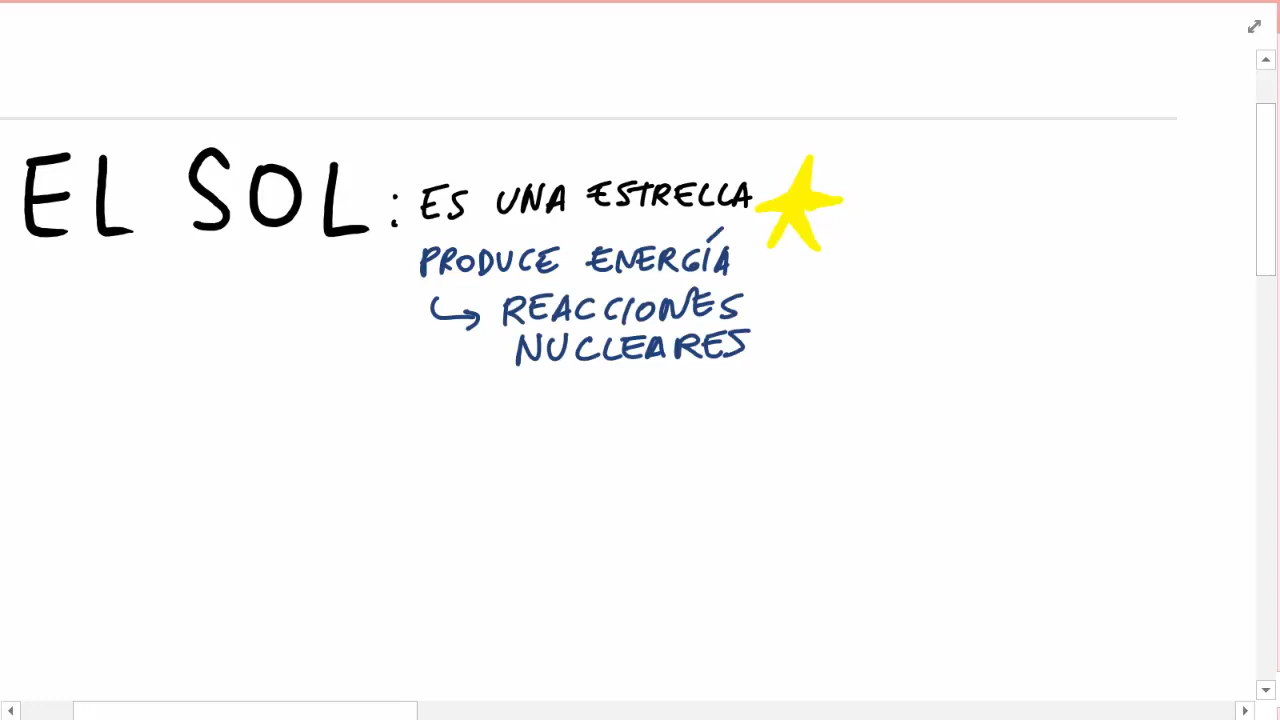 EL SOL: ES UNA ESTRELLA
PRODUCE ENERGÍA
↳ REACCIONES
NUCLEARES